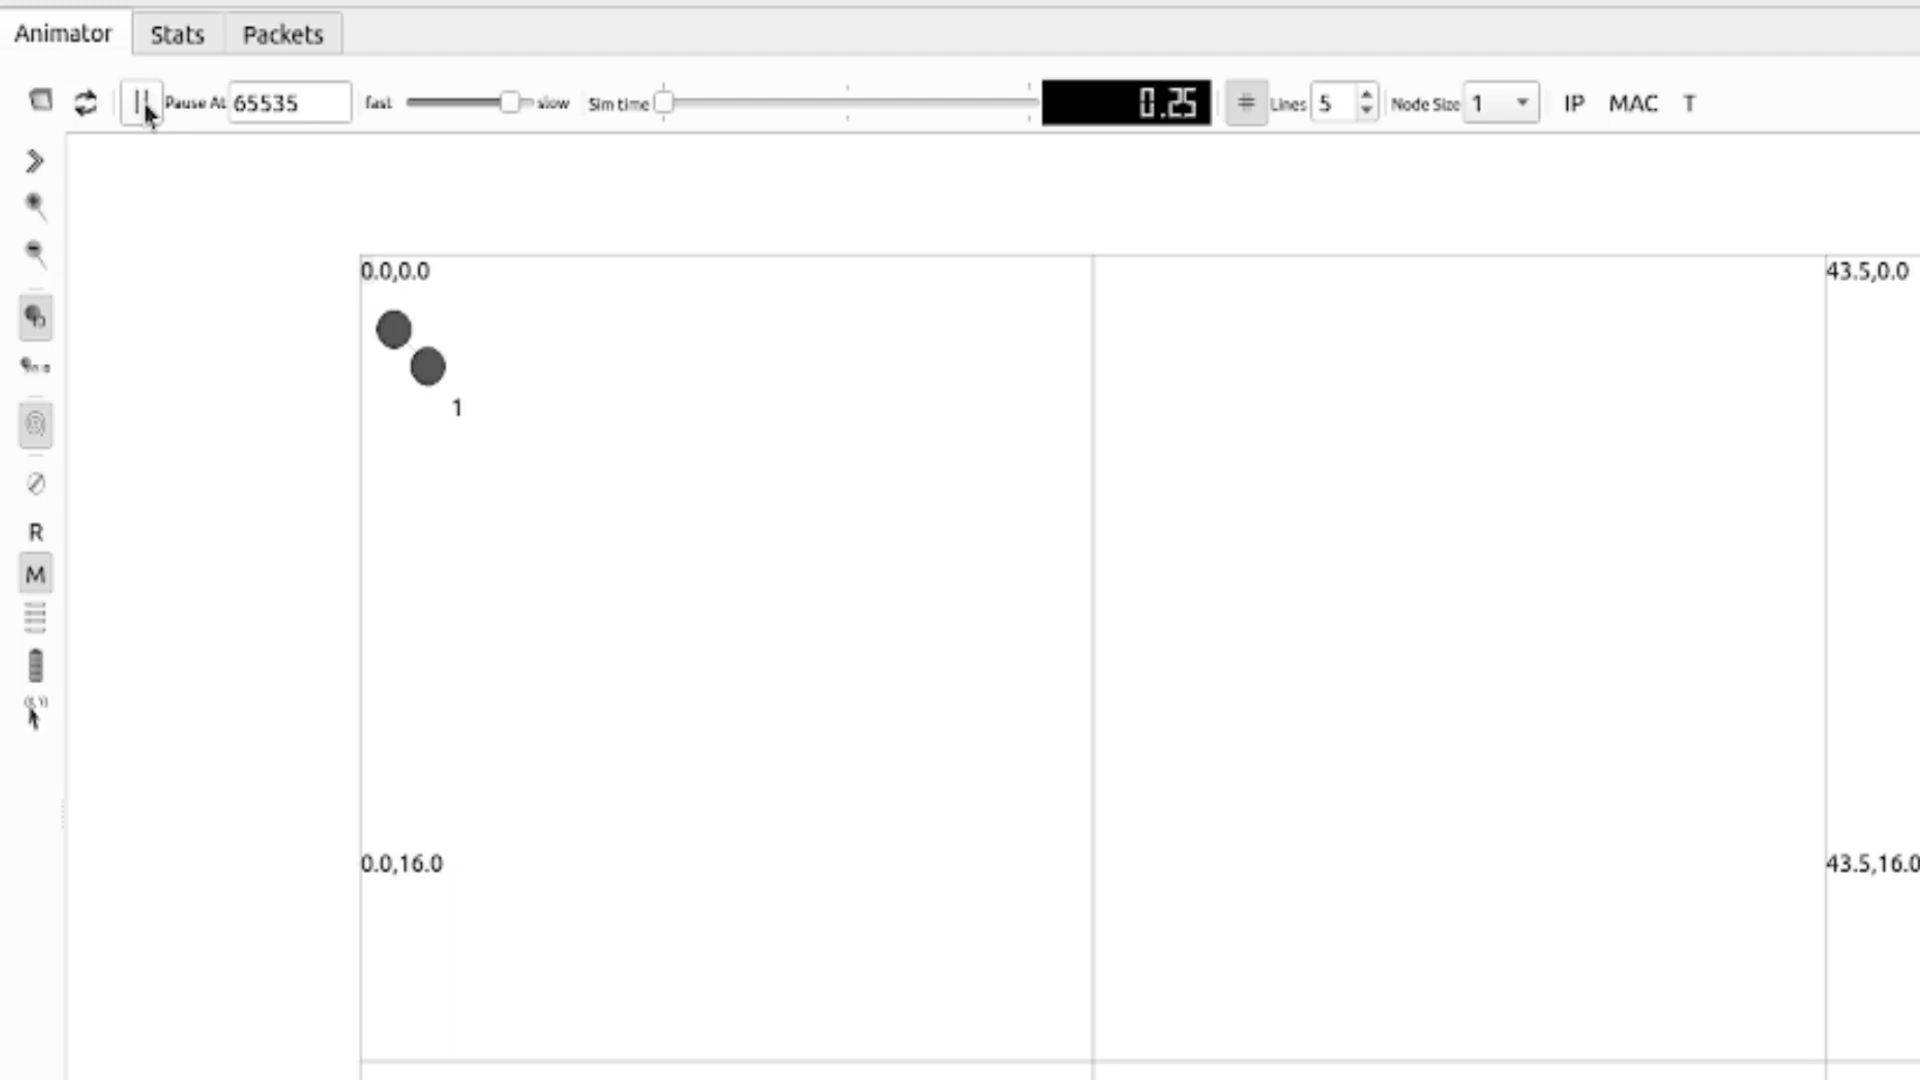 Animator Stats Packets
Pause At 65535 fast slow Sim time 0.25 # Lines 5 Node Size 1 IP MAC T
0.0,0.0 43.5,0.0
1
R
M
0.0,16.0 43.5,16.0